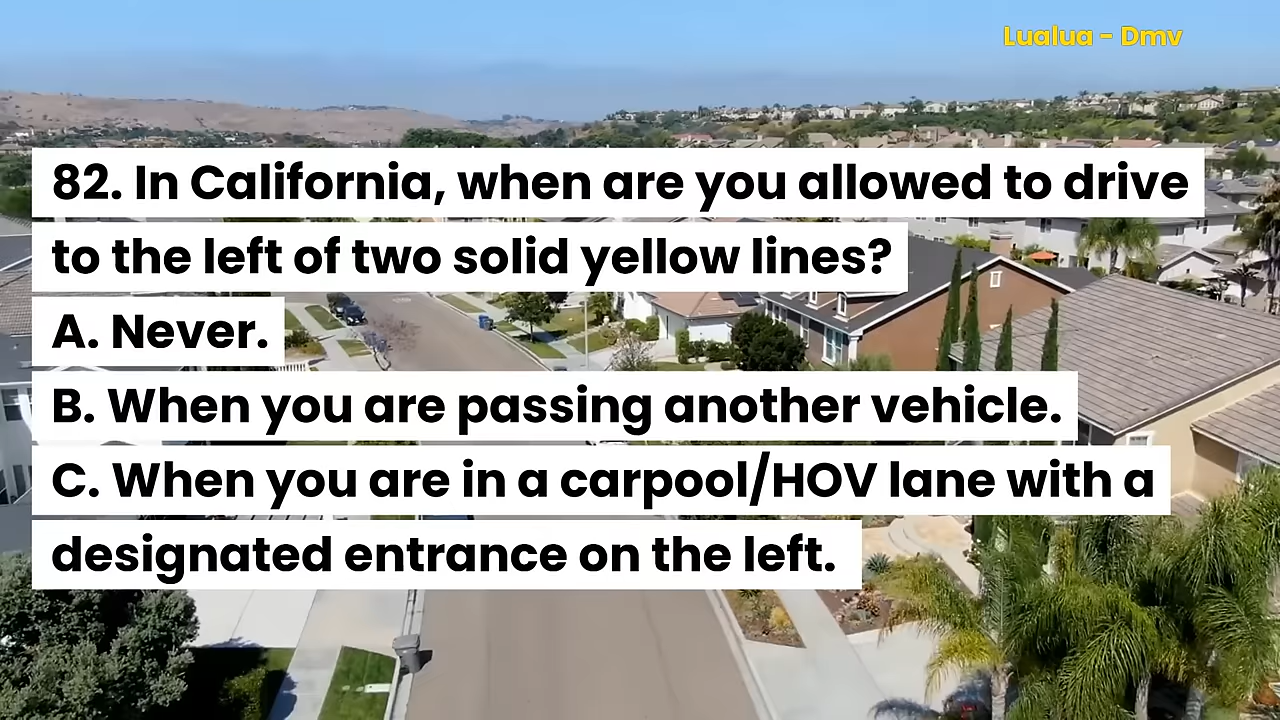 Lualua - Dmv
82. In California, when are you allowed to drive
to the left of two solid yellow lines?
A. Never.
B. When you are passing another vehicle.
C. When you are in a carpool/HOV lane with a
designated entrance on the left.